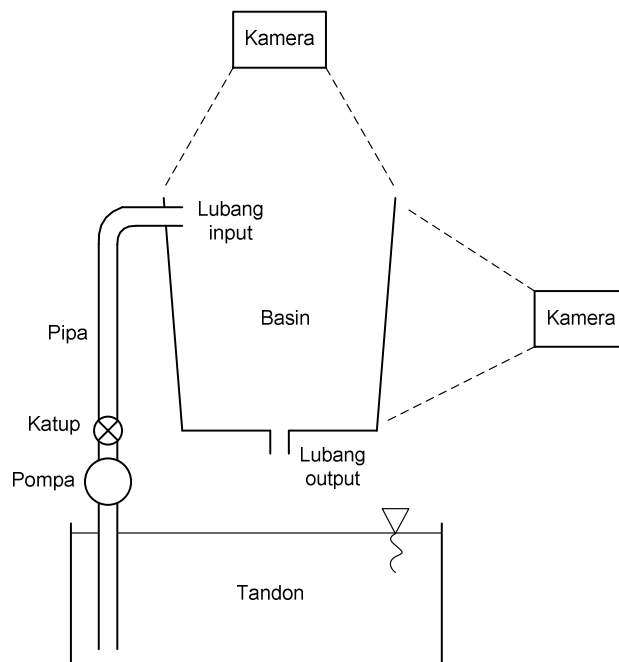 Kamera
Lubang
input
Basin
Kamera
Pipa
Katup
Lubang
output
Pompa
Tandon